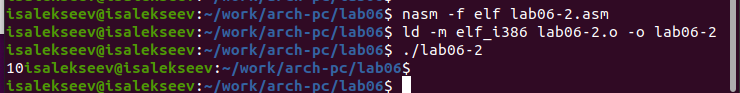 isalekseev@isalekseev:~/work/arch-pc/lab06$ nasm -f elf lab06-2.asm
isalekseev@isalekseev:~/work/arch-pc/lab06$ ld -m elf_i386 lab06-2.o -o lab06-2
isalekseev@isalekseev:~/work/arch-pc/lab06$ ./lab06-2
10isalekseev@isalekseev:~/work/arch-pc/lab06$
isalekseev@isalekseev:~/work/arch-pc/lab06$